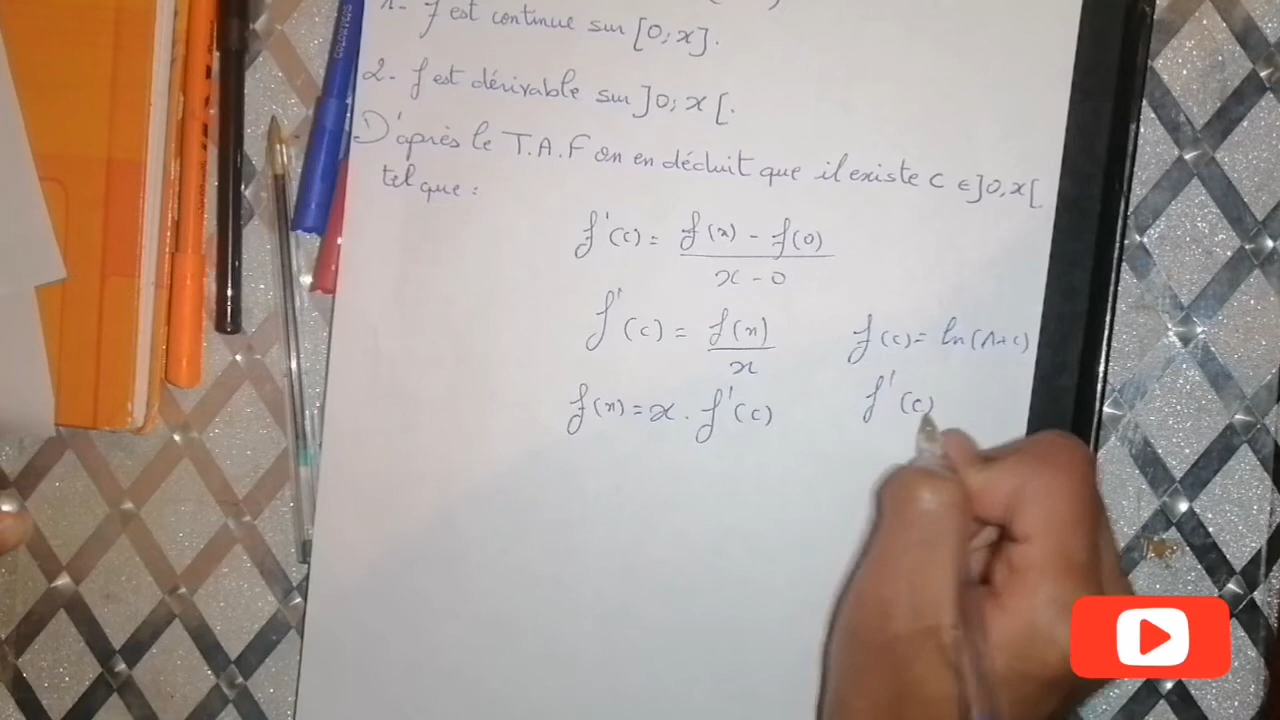 1- f est continue sur [0;x].
2- f est dérivable sur ]0;x[.
D'après le T.A.F on en déduit que il existe c ∈]0,x[
tel que :
f'(c) = f(x) - f(0) / x - 0
f'(c) = f(x) / x
f(c) = ln(1+c)
f(x) = x . f'(c)
f'(c)